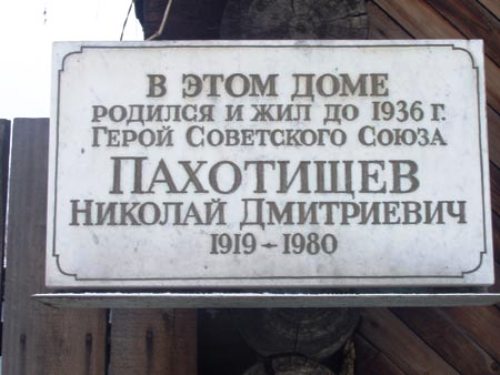 В ЭТОМ ДОМЕ
РОДИЛСЯ И ЖИЛ ДО 1936 Г.
ГЕРОЙ СОВЕТСКОГО СОЮЗА
ПАХОТИЩЕВ
НИКОЛАЙ ДМИТРИЕВИЧ
1919 - 1980